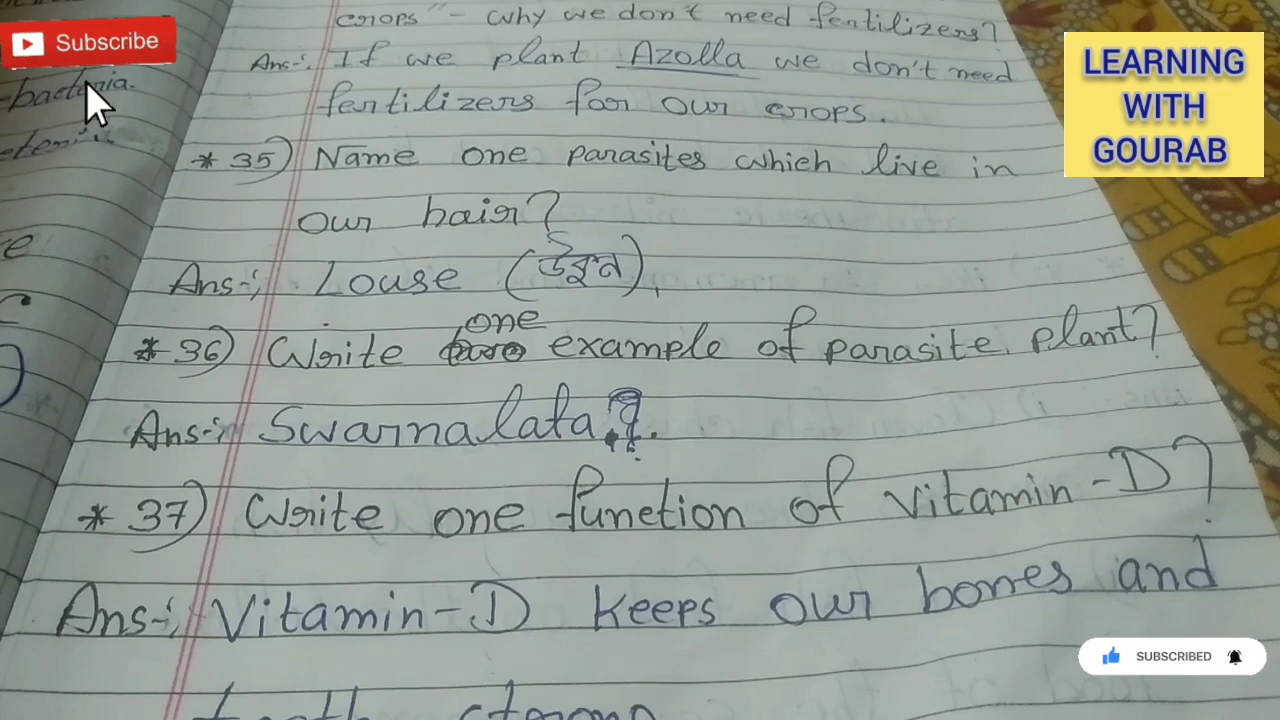 crops" - Why we don't need fertilizers?
Ans-: If we plant Azolla we don't need
fertilizers for our crops.
* 35) Name one parasites which live in
our hair?
Ans-: Louse (উকুন),
* 36) Write one example of parasite plant?
Ans-: Swarnalata.
* 37) Write one function of vitamin-D?
Ans-: Vitamin-D keeps our bones and
teeth strong
bacteria.
e
Subscribe
LEARNING
WITH
GOURAB
SUBSCRIBED